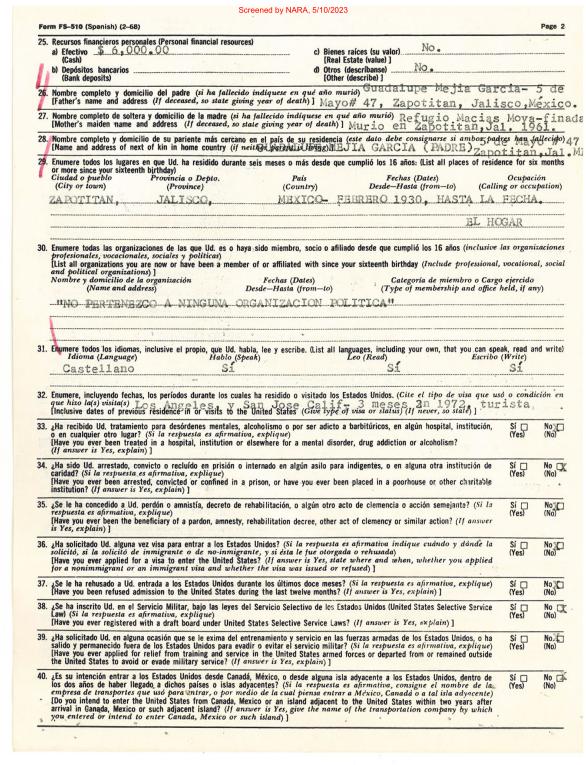 Screened by NARA, 5/10/2023
Form FS-510 (Spanish) (2-68) Page 2
25. Recursos financieros personales (Personal financial resources)
a) Efectivo $ 6,000.00 c) Bienes raíces (su valor) No.
(Cash) [Real Estate (value)]
b) Depósitos bancarios d) Otros (descríbanse) No.
(Bank deposits) [Other (describe)]
26. Nombre completo y domicilio del padre (si ha fallecido indíquese en qué año murió) Guadalupe Mejia Garcia- 5 de
[Father's name and address (If deceased, so state giving year of death)] Mayo# 47, Zapotitan, Jalisco,México.
27. Nombre completo de soltera y domicilio de la madre (si ha fallecido indíquese en qué año murió) Refugio Macias Moya-finada
[Mother's maiden name and address (If deceased, so state giving year of death)] Murio en Zapotitan,Jal. 1961.
28. Nombre completo y domicilio de su pariente más cercano en el país de su residencia (este dato debe consignarse si ambos padres han fallecido) 5 de Mayo #47
[Name and address of next of kin in home country (if GUADALUPE MEJIA GARCIA (PADRE) Zapotitan,Jal.M
29. Enumere todos los lugares en que Ud. ha residido durante seis meses o más desde que cumplió los 16 años: (List all places of residence for six months
or more since your sixteenth birthday)
Ciudad o pueblo Provincia o Depto. País Fechas (Dates) Ocupación
(City or town) (Province) (Country) Desde—Hasta (from—to) (Calling or occupation)
ZAPOTITAN, JALISCO, MEXICO- FEBRERO 1930, HASTA LA FECHA.
EL HOGAR
30. Enumere todas las organizaciones de las que Ud. es o haya sido miembro, socio o afiliado desde que cumplió los 16 años (inclusive las organizaciones
profesionales, vocacionales, sociales y políticas)
[List all organizations you are now or have been a member of or affiliated with since your sixteenth birthday (Include professional, vocational, social
and political organizations)]
Nombre y domicilio de la organización Fechas (Dates) Categoría de miembro o Cargo ejercido
(Name and address) Desde—Hasta (from—to) (Type of membership and office held, if any)
"NO PERTENEZCO A NINGUNA ORGANIZACION POLITICA"
31. Enumere todos los idiomas, inclusive el propio, que Ud. habla, lee y escribe. (List all languages, including your own, that you can speak, read and write)
Idioma (Language) Hablo (Speak) Leo (Read) Escribo (Write)
Castellano Sí Sí Sí
32. Enumere, incluyendo fechas, los períodos durante los cuales ha residido o visitado los Estados Unidos. (Cite el tipo de visa que usó o condición en
que hizo la(s) visita(s) Los Angeles, y San Jose Calif- 3 meses en 1972, turista.
[Inclusive dates of previous residence in or visits to the United States (Give type of visa or status) (If never, so state)]
33. ¿Ha recibido Ud. tratamiento para desórdenes mentales, alcoholismo o por ser adicto a barbitúricos, en algún hospital, institución, Sí No X
o en cualquier otro lugar? (Si la respuesta es afirmativa, explique) (Yes) (No)
[Have you ever been treated in a hospital, institution or elsewhere for a mental disorder, drug addiction or alcoholism?
(If answer is Yes, explain)]
34. ¿Ha sido Ud. arrestado, convicto o recluído en prisión o internado en algún asilo para indigentes, o en alguna otra institución de Sí No X
caridad? (Si la respuesta es afirmativa, explique) (Yes) (No)
[Have you ever been arrested, convicted or confined in prison, or have you ever been placed in a poorhouse or other charitable
institution? (If answer is Yes, explain)]
35. ¿Se le ha concedido a Ud. perdón o amnistía, decreto de rehabilitación, o algún otro acto de clemencia o acción semejante? (Si la Sí No X
respuesta es afirmativa, explique) (Yes) (No)
[Have you ever been the beneficiary of a pardon, amnesty, rehabilitation decree, other act of clemency or similar action? (If answer
is Yes, explain)]
36. ¿Ha solicitado Ud. alguna vez visa para entrar a los Estados Unidos? (Si la respuesta es afirmativa indique cuándo y dónde la Sí No X
solicitó, si la solicitó de inmigrante o de no-inmigrante, y si ésta le fue otorgada o rehusada) (Yes) (No)
[Have you ever applied for a visa to enter the United States? (If answer is Yes, state where and when, whether you applied
for a nonimmigrant or an immigrant visa and whether the visa was issued or refused)]
37. ¿Se le ha rehusado a Ud. entrada a los Estados Unidos durante los últimos doce meses? (Si la respuesta es afirmativa, explique) Sí No X
[Have you been refused admission to the United States during the last twelve months? (If answer is Yes, explain)] (Yes) (No)
38. ¿Se ha inscrito Ud. en el Servicio Militar, bajo las leyes del Servicio Selectivo de los Estados Unidos (United States Selective Service Sí No X
Law) (Si la respuesta es afirmativa, explique) (Yes) (No)
[Have you ever registered with a draft board under United States Selective Service Laws? (If answer is Yes, explain)]
39. ¿Ha solicitado Ud. en alguna ocasión que se le exima del entrenamiento y servicio en las fuerzas armadas de los Estados Unidos, o ha Sí No X
salido y permanecido fuera de los Estados Unidos para evadir o evitar el servicio militar? (Si la respuesta es afirmativa, explique) (Yes) (No)
[Have you ever applied for relief from training and service in the United States armed forces or departed from or remained outside
the United States to avoid or evade military service? (If answer is Yes, explain)]
40. ¿Es su intención entrar a los Estados Unidos desde Canadá, México, o desde alguna isla adyacente a los Estados Unidos, dentro de Sí No X
los dos años de haber llegado, a dichos países o islas adyacentes? (Si la respuesta es afirmativa, consigne el nombre de la (Yes) (No)
empresa de transportes que usó para entrar, o por medio de la cual piensa entrar a México, Canadá o a tal isla adyacente)
[Do you intend to enter the United States from Canada, Mexico or an island adjacent to the United States within two years after
arrival in Canada, Mexico or such adjacent island? (If answer is Yes, give the name of the transportation company by which
you entered or intend to enter Canada, Mexico or such island)]